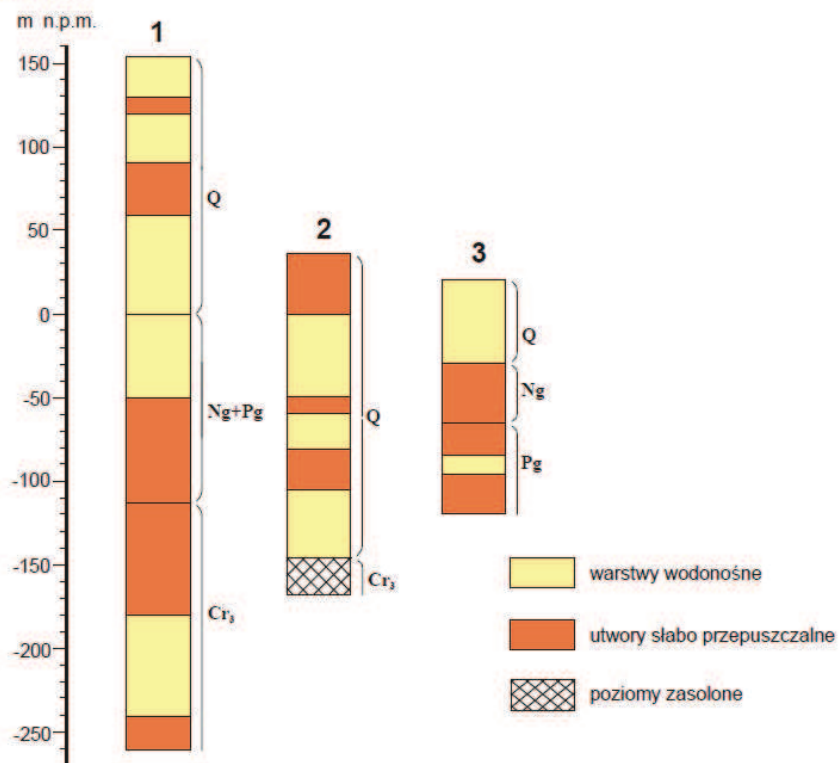 m n.p.m.
1
150
100
Q
50
2
3
0
Q
Ng
-50
Ng+Pg
Q
Pg
-100
-150
warstwy wodonośne
Cr₃
Cr₃
utwory słabo przepuszczalne
-200
poziomy zasolone
-250